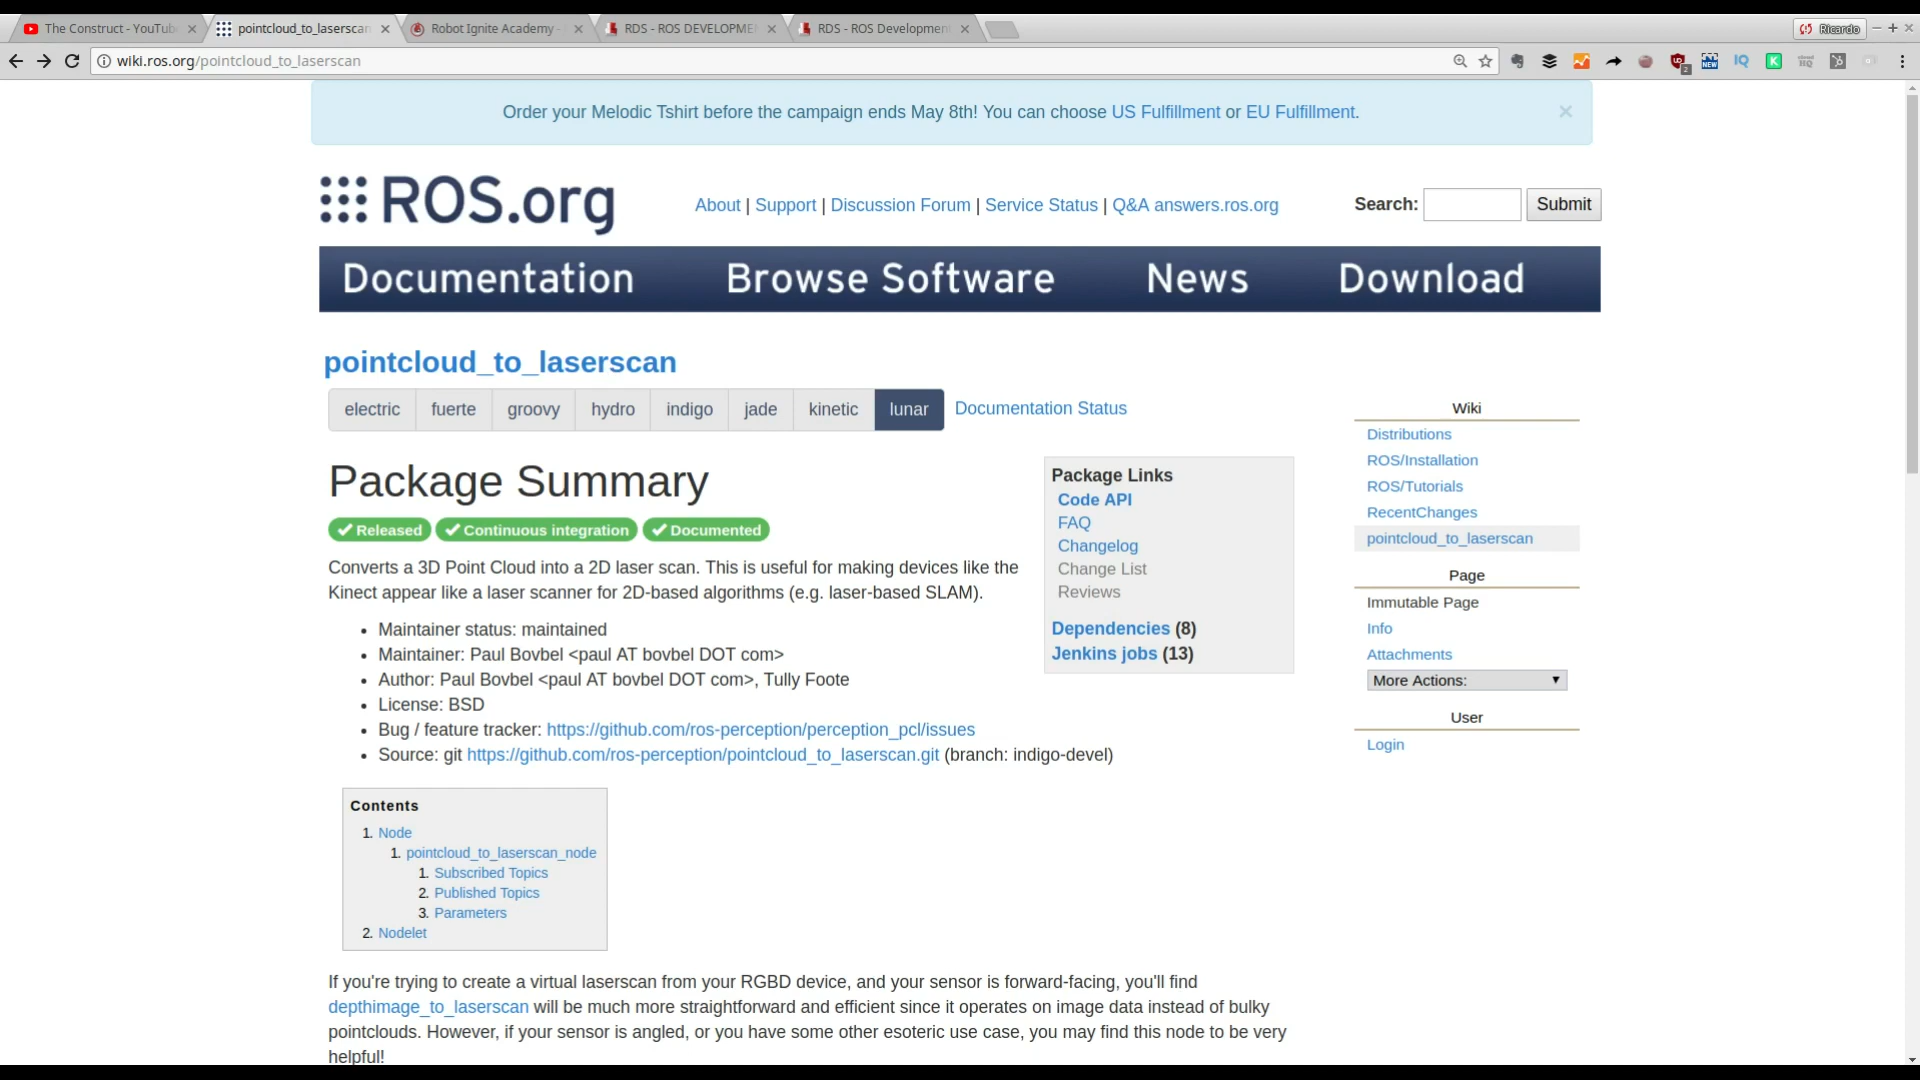 The Construct - YouTub
pointcloud_to_laserscan
Robot Ignite Academy -
RDS - ROS DEVELOPME
RDS - ROS Developmen
Ricardo
wiki.ros.org/pointcloud_to_laserscan
Order your Melodic Tshirt before the campaign ends May 8th! You can choose US Fulfillment or EU Fulfillment.
ROS.org
About | Support | Discussion Forum | Service Status | Q&A answers.ros.org
Search: Submit
Documentation Browse Software News Download
pointcloud_to_laserscan
electric fuerte groovy hydro indigo jade kinetic lunar Documentation Status
Package Summary
Released Continuous integration Documented
Converts a 3D Point Cloud into a 2D laser scan. This is useful for making devices like the
Kinect appear like a laser scanner for 2D-based algorithms (e.g. laser-based SLAM).
Maintainer status: maintained
Maintainer: Paul Bovbel <paul AT bovbel DOT com>
Author: Paul Bovbel <paul AT bovbel DOT com>, Tully Foote
License: BSD
Bug / feature tracker: https://github.com/ros-perception/perception_pcl/issues
Source: git https://github.com/ros-perception/pointcloud_to_laserscan.git (branch: indigo-devel)
Package Links
Code API
FAQ
Changelog
Change List
Reviews
Dependencies (8)
Jenkins jobs (13)
Wiki
Distributions
ROS/Installation
ROS/Tutorials
RecentChanges
pointcloud_to_laserscan
Page
Immutable Page
Info
Attachments
More Actions:
User
Login
Contents
1. Node
1. pointcloud_to_laserscan_node
1. Subscribed Topics
2. Published Topics
3. Parameters
2. Nodelet
If you're trying to create a virtual laserscan from your RGBD device, and your sensor is forward-facing, you'll find
depthimage_to_laserscan will be much more straightforward and efficient since it operates on image data instead of bulky
pointclouds. However, if your sensor is angled, or you have some other esoteric use case, you may find this node to be very
helpful!